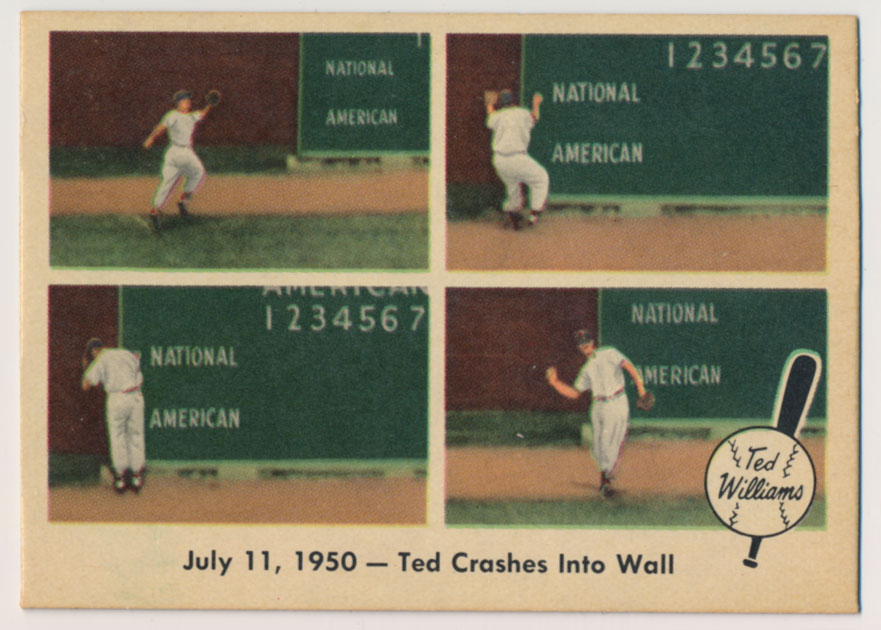 NATIONAL
AMERICAN
1234567
NATIONAL
AMERICAN
AMERICAN
1234567
NATIONAL
AMERICAN
NATIONAL
AMERICAN
Ted
Williams
July 11, 1950 — Ted Crashes Into Wall